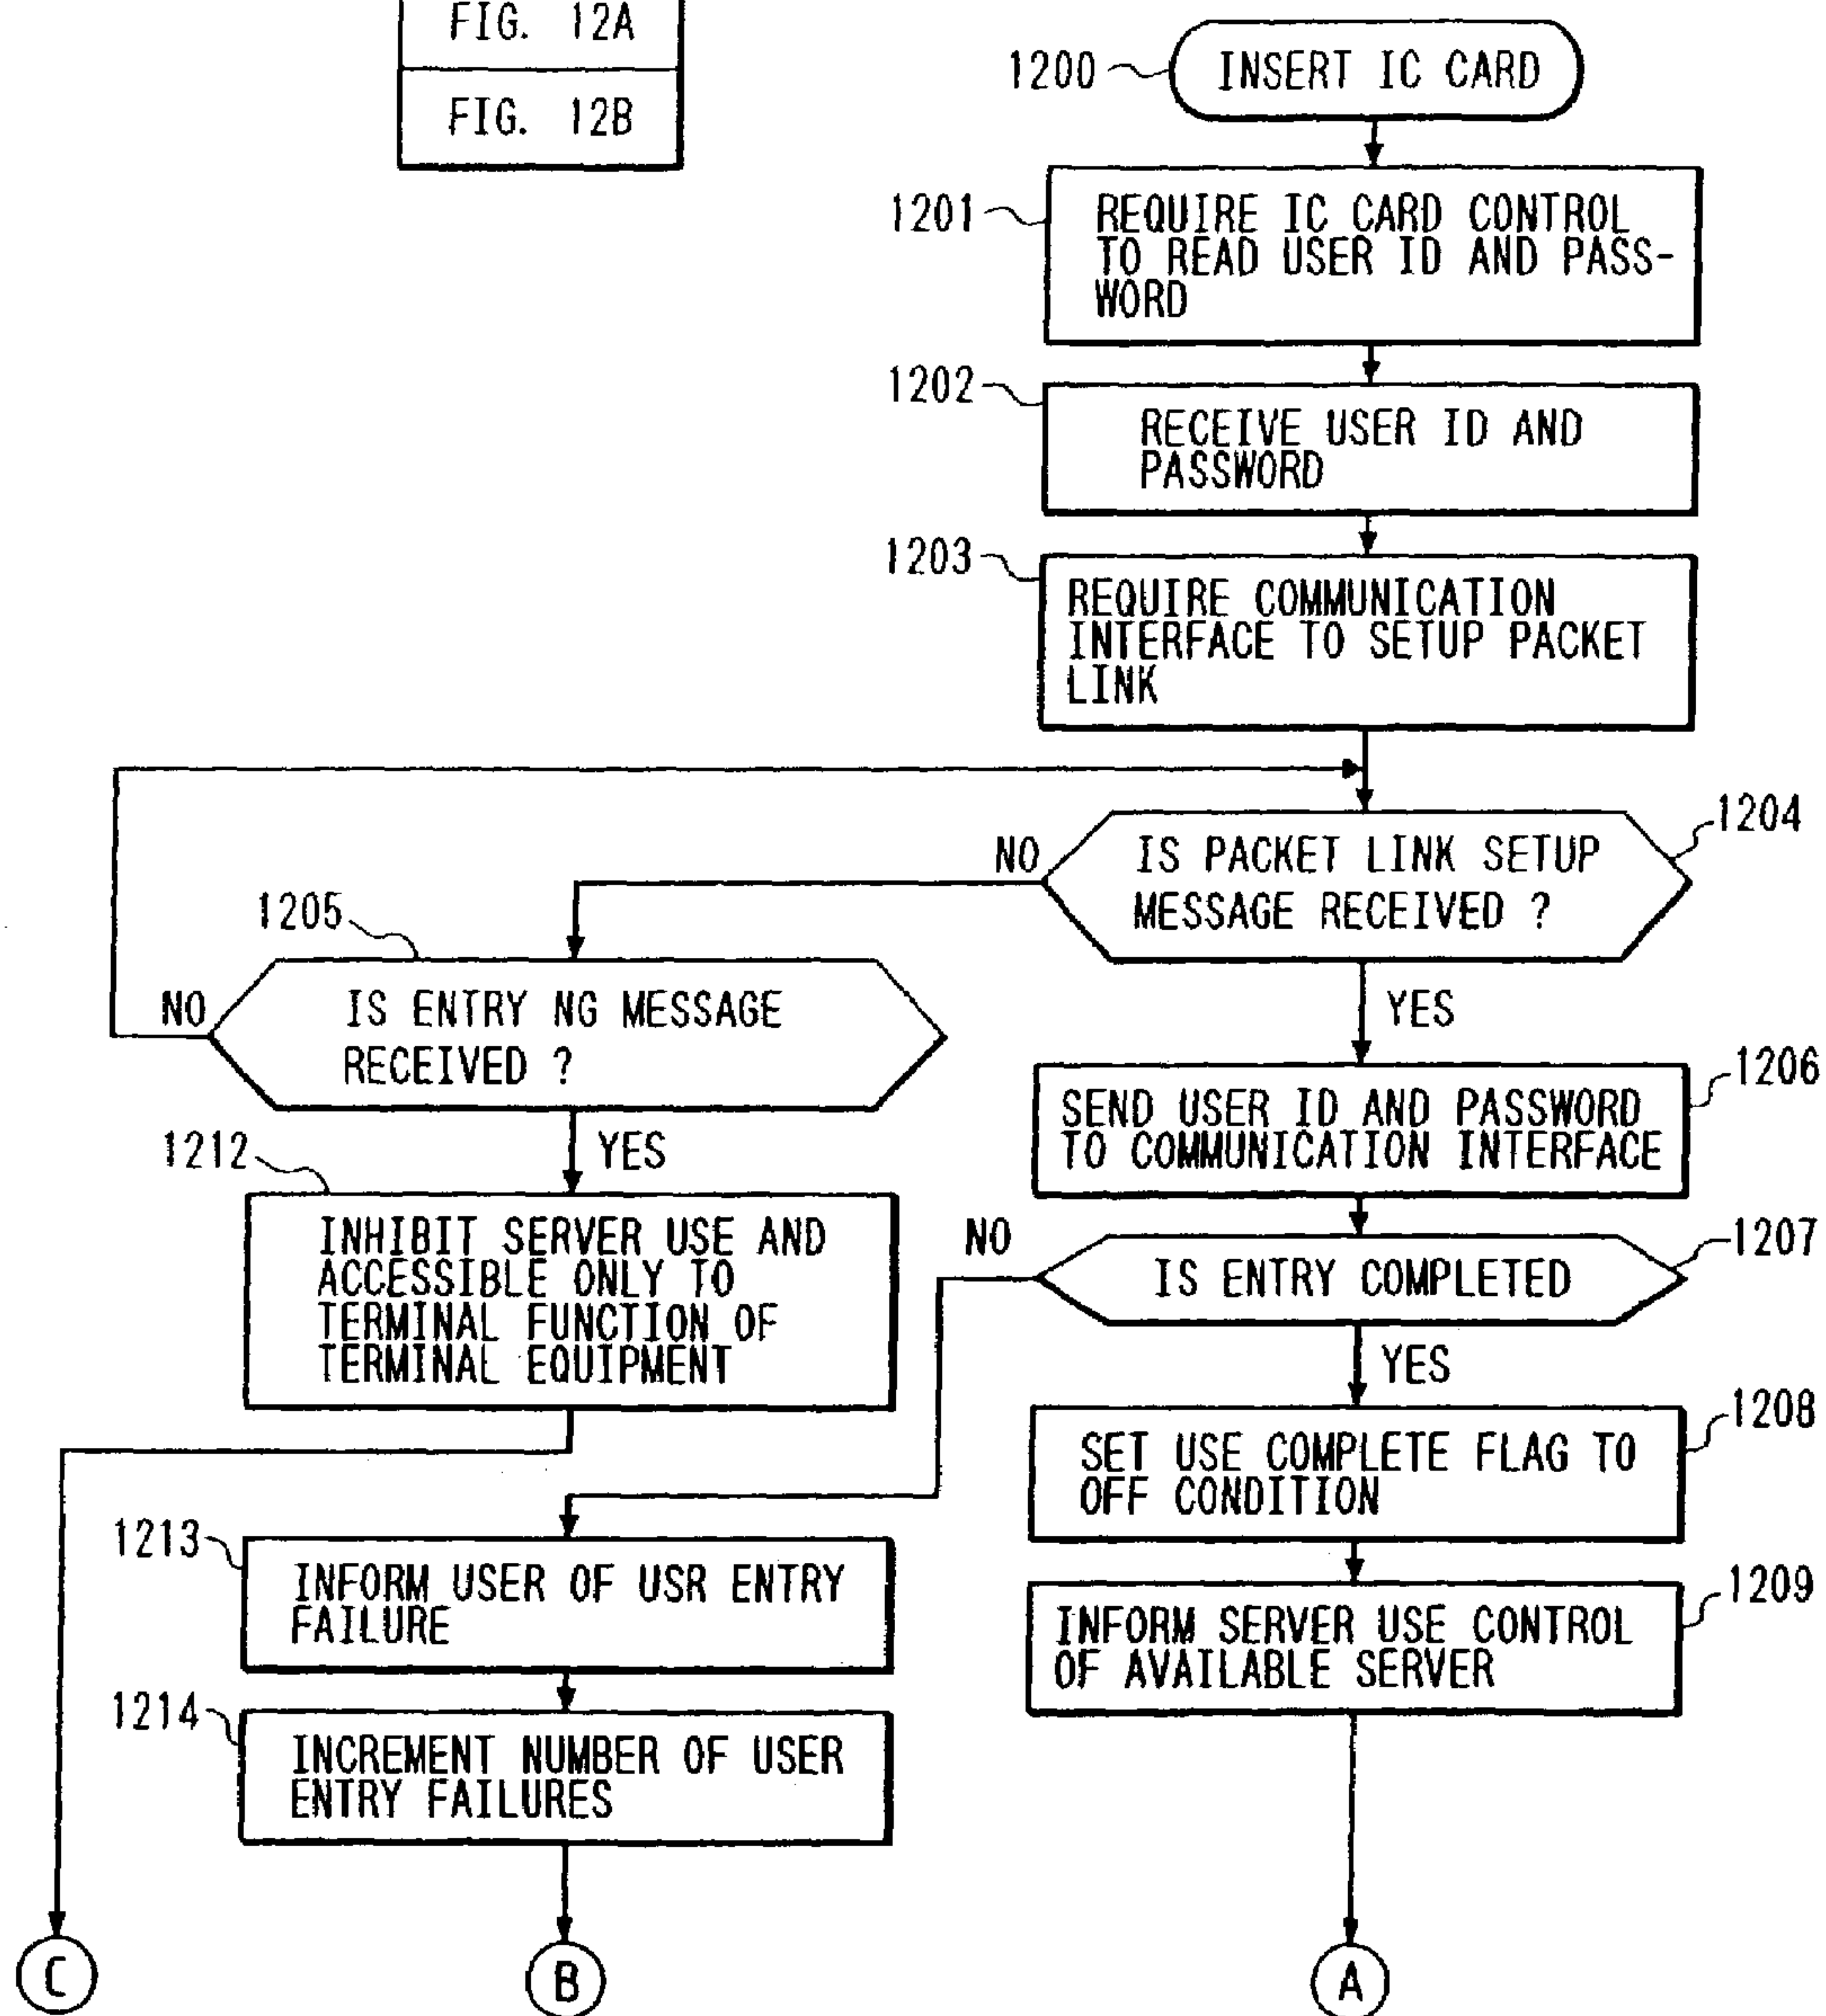 FIG. 12A
FIG. 12B
1200
INSERT IC CARD
1201
REQUIRE IC CARD CONTROL
TO READ USER ID AND PASS-
WORD
1202
RECEIVE USER ID AND
PASSWORD
1203
REQUIRE COMMUNICATION
INTERFACE TO SETUP PACKET
LINK
1204
NO
IS PACKET LINK SETUP
MESSAGE RECEIVED ?
YES
1205
NO
IS ENTRY NG MESSAGE
RECEIVED ?
YES
1206
SEND USER ID AND PASSWORD
TO COMMUNICATION INTERFACE
1212
INHIBIT SERVER USE AND
ACCESSIBLE ONLY TO
TERMINAL FUNCTION OF
TERMINAL EQUIPMENT
NO
1207
IS ENTRY COMPLETED
YES
1208
SET USE COMPLETE FLAG TO
OFF CONDITION
1213
INFORM USER OF USR ENTRY
FAILURE
1209
INFORM SERVER USE CONTROL
OF AVAILABLE SERVER
1214
INCREMENT NUMBER OF USER
ENTRY FAILURES
C
B
A